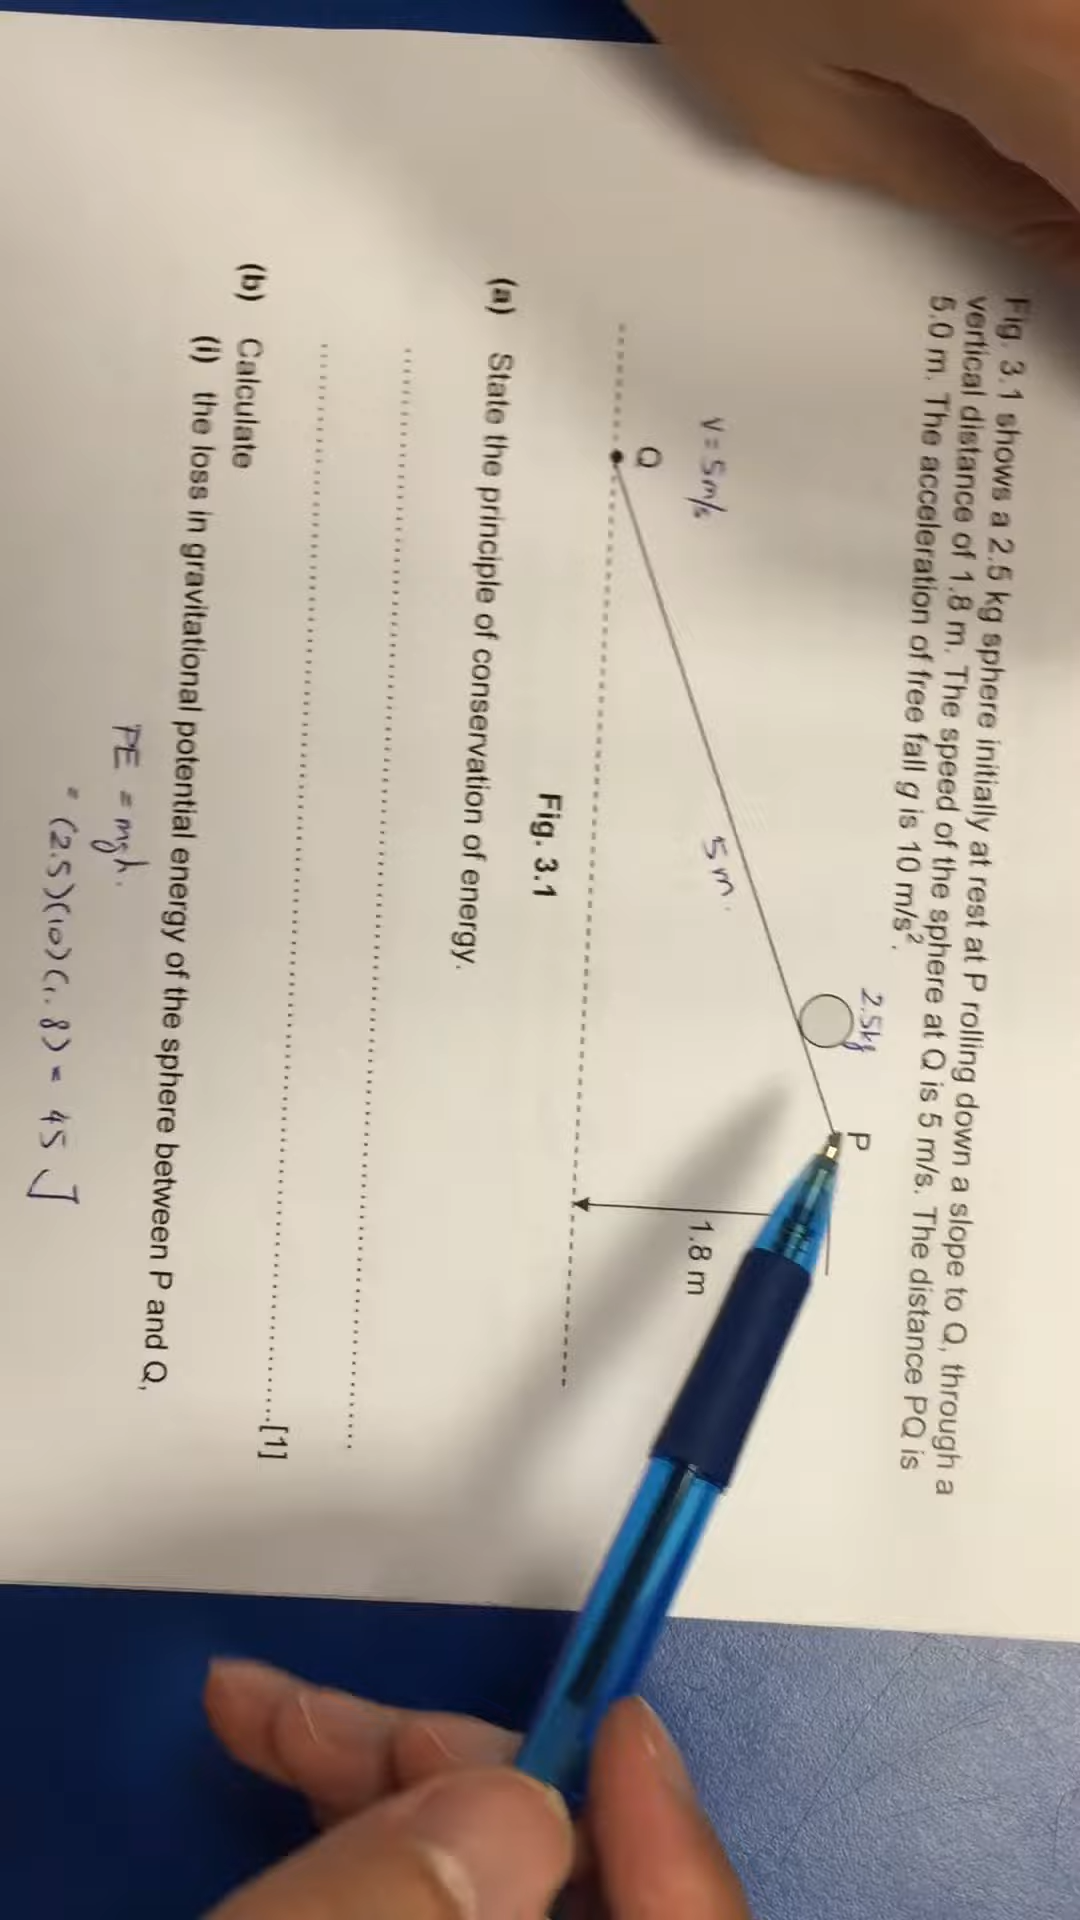 Fig. 3.1 shows a 2.5 kg sphere initially at rest at P rolling down a slope to Q, through a
vertical distance of 1.8 m. The speed of the sphere at Q is 5 m/s. The distance PQ is
5.0 m. The acceleration of free fall g is 10 m/s².
2.5kg
P
v = 5m/s
5m.
1.8 m
Q
Fig. 3.1
(a) State the principle of conservation of energy.
[1]
(b) Calculate
(i) the loss in gravitational potential energy of the sphere between P and Q,
PE = mgh.
= (2.5)(10)(1.8) = 45 J